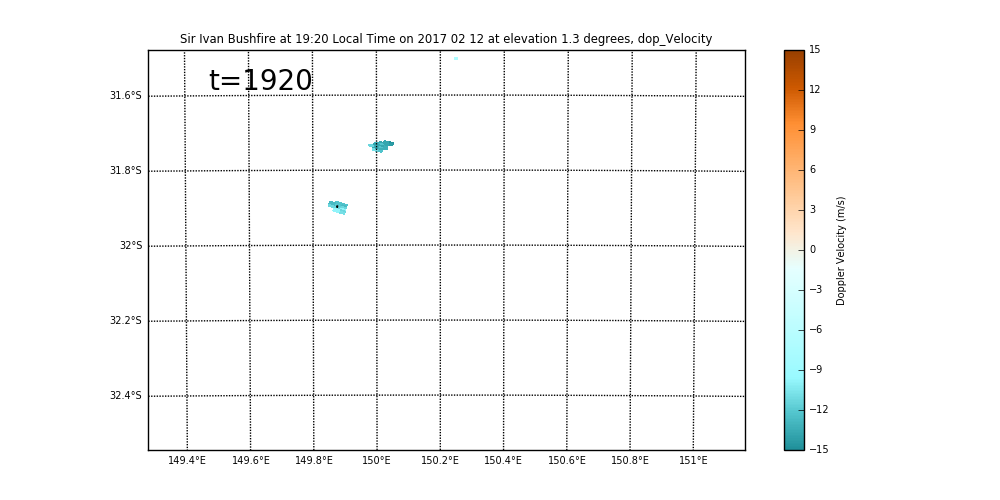 Sir Ivan Bushfire at 19:20 Local Time on 2017 02 12 at elevation 1.3 degrees, dop_Velocity
t=1920
31.6°S
31.8°S
32°S
32.2°S
32.4°S
149.4°E 149.6°E 149.8°E 150°E 150.2°E 150.4°E 150.6°E 150.8°E 151°E
15
12
9
6
3
0
−3
−6
−9
−12
−15
Doppler Velocity (m/s)